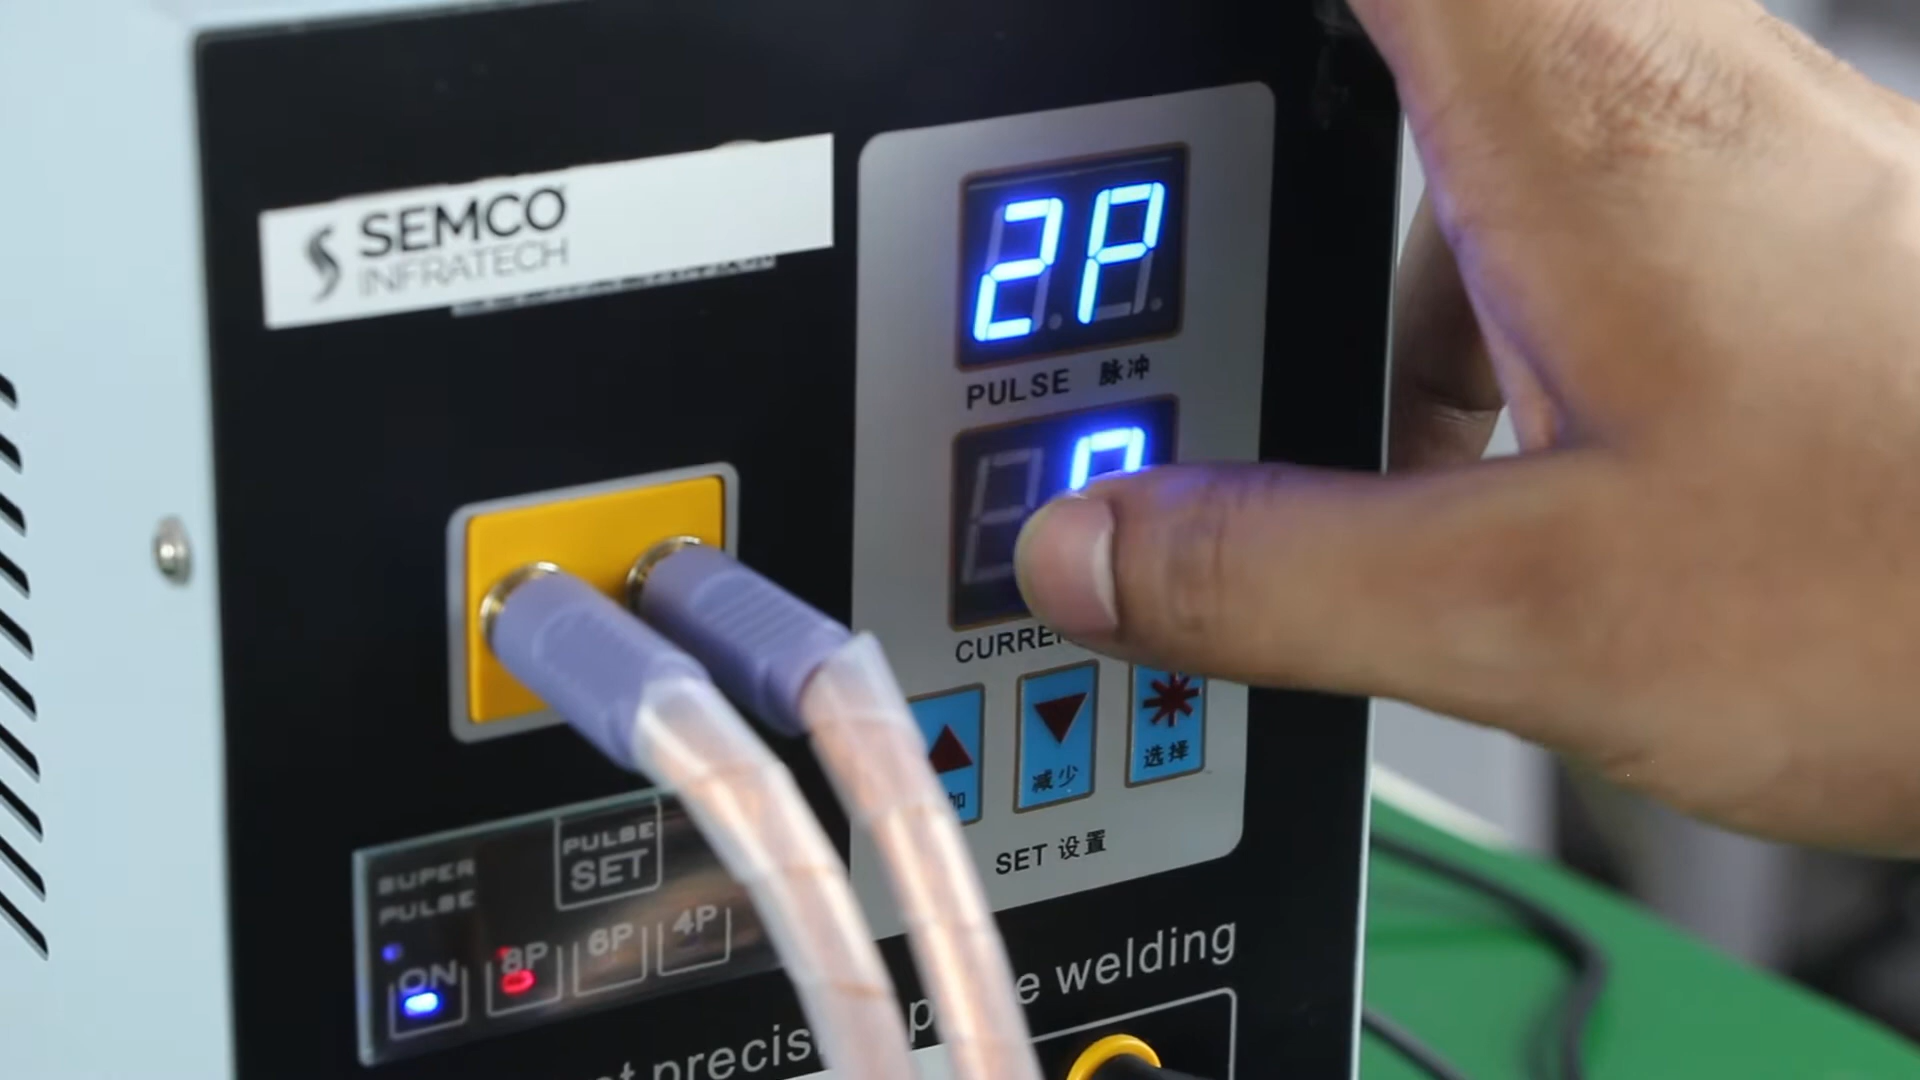 SEMCO
INFRATECH
2P
PULSE 脉冲
CURRE
减少
选择
加
SET 设置
SUPER
PULSE
PULSE
SET
ON
8P
6P
4P
welding